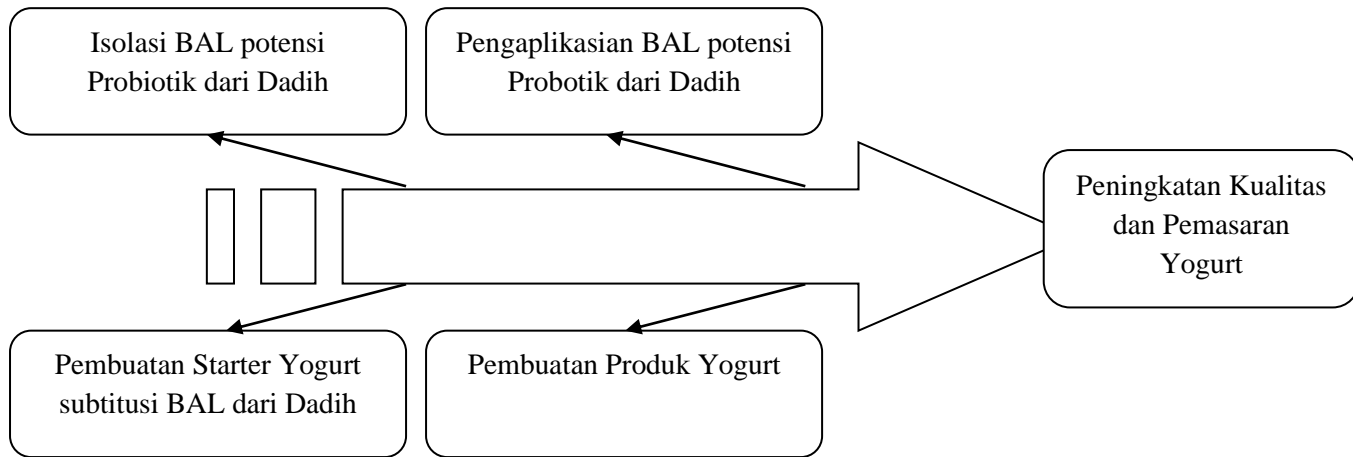 Isolasi BAL potensi
Probiotik dari Dadih
Pengaplikasian BAL potensi
Probotik dari Dadih
Peningkatan Kualitas
dan Pemasaran
Yogurt
Pembuatan Starter Yogurt
subtitusi BAL dari Dadih
Pembuatan Produk Yogurt